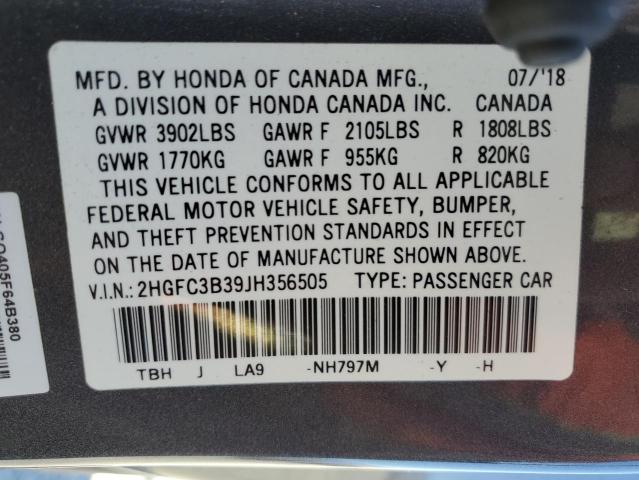 MFD. BY HONDA OF CANADA MFG., 07/'18
A DIVISION OF HONDA CANADA INC. CANADA
GVWR 3902LBS GAWR F 2105LBS R 1808LBS
GVWR 1770KG GAWR F 955KG R 820KG
THIS VEHICLE CONFORMS TO ALL APPLICABLE
FEDERAL MOTOR VEHICLE SAFETY, BUMPER,
AND THEFT PREVENTION STANDARDS IN EFFECT
ON THE DATE OF MANUFACTURE SHOWN ABOVE.
V.I.N.: 2HGFC3B39JH356505 TYPE: PASSENGER CAR
TBH J LA9 -NH797M -Y -H